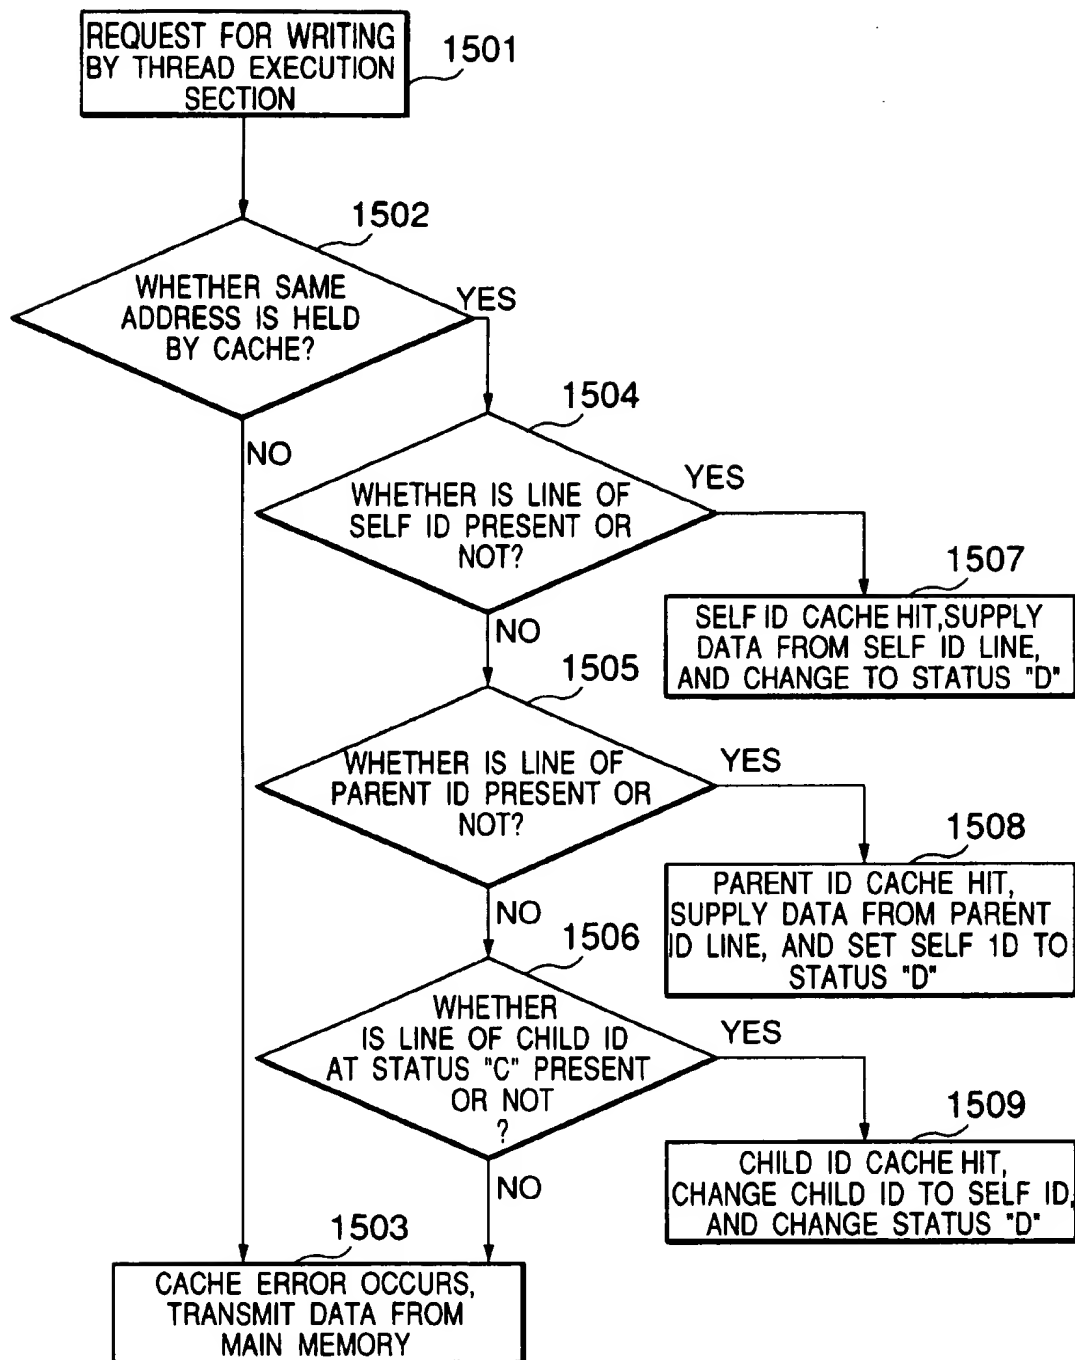 REQUEST FOR WRITING
BY THREAD EXECUTION
SECTION
1501
1502
WHETHER SAME
ADDRESS IS HELD
BY CACHE?
YES
NO
1504
WHETHER IS LINE OF
SELF ID PRESENT OR
NOT?
YES
NO
1507
SELF ID CACHE HIT,SUPPLY
DATA FROM SELF ID LINE,
AND CHANGE TO STATUS "D"
1505
WHETHER IS LINE OF
PARENT ID PRESENT OR
NOT?
YES
NO
1508
PARENT ID CACHE HIT,
SUPPLY DATA FROM PARENT
ID LINE, AND SET SELF 1D TO
STATUS "D"
1506
WHETHER
IS LINE OF CHILD ID
AT STATUS "C" PRESENT
OR NOT
?
YES
NO
1509
CHILD ID CACHE HIT,
CHANGE CHILD ID TO SELF ID,
AND CHANGE STATUS "D"
1503
CACHE ERROR OCCURS,
TRANSMIT DATA FROM
MAIN MEMORY